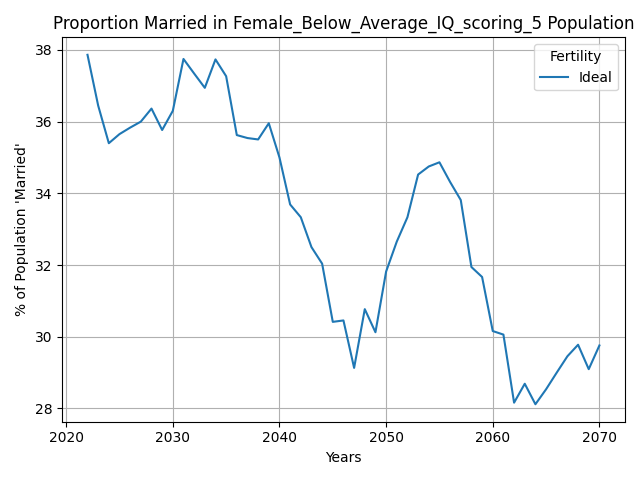 Proportion Married in Female_Below_Average_IQ_scoring_5 Population
% of Population 'Married'
38
36
34
32
30
28
Fertility
Ideal
2020 2030 2040 2050 2060 2070
Years